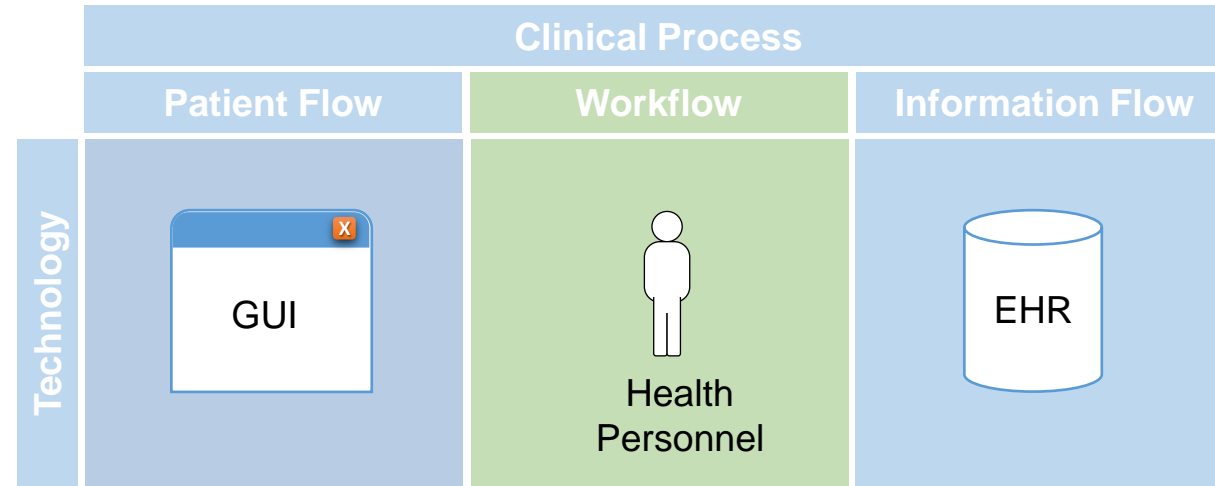 Clinical Process
Patient Flow
Workflow
Information Flow
Technology
X
GUI
Health
Personnel
EHR